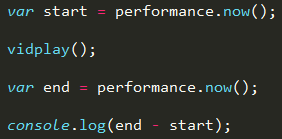 var start = performance.now();
vidplay();
var end = performance.now();
console.log(end - start);